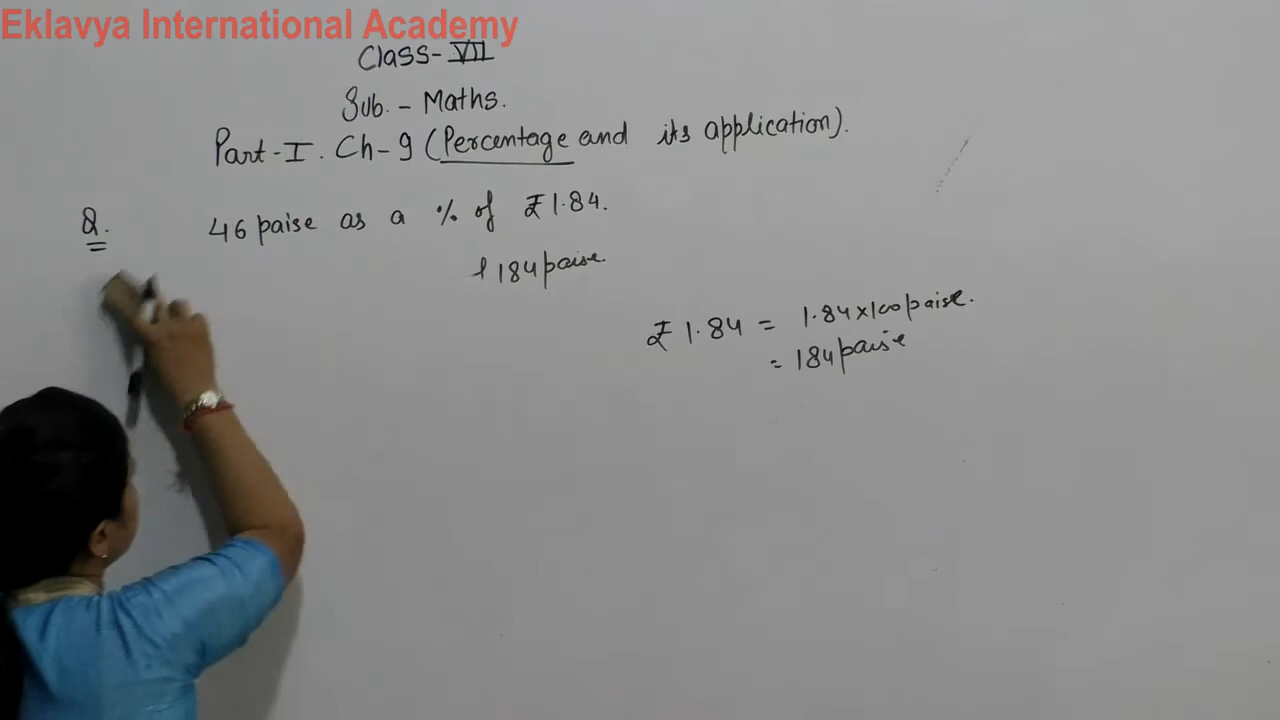 Eklavya International Academy
Class-VII
Sub. - Maths.
Part-I. Ch-9 (Percentage and its application).
Q. 46 paise as a % of ₹1.84.
184 paise.
₹1.84 = 1.84×100 paise.
= 184 paise